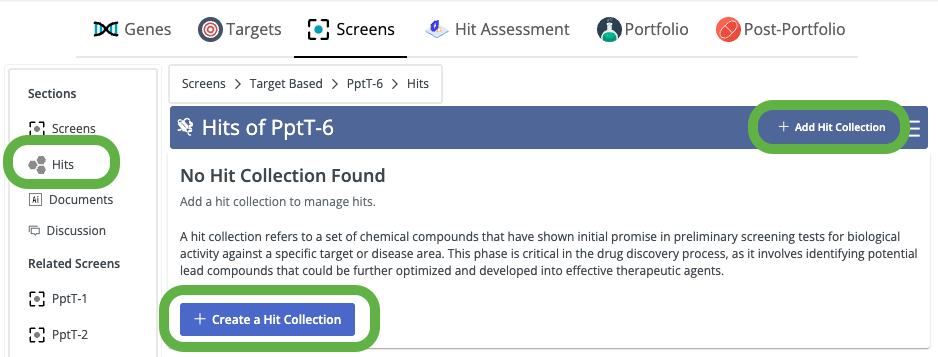 Genes Targets Screens Hit Assessment Portfolio Post-Portfolio
Sections
Screens
Hits
Documents
Discussion
Related Screens
PptT-1
PptT-2
Screens > Target Based > PptT-6 > Hits
Hits of PptT-6
+ Add Hit Collection
No Hit Collection Found
Add a hit collection to manage hits.
A hit collection refers to a set of chemical compounds that have shown initial promise in preliminary screening tests for biological
activity against a specific target or disease area. This phase is critical in the drug discovery process, as it involves identifying potential
lead compounds that could be further optimized and developed into effective therapeutic agents.
+ Create a Hit Collection